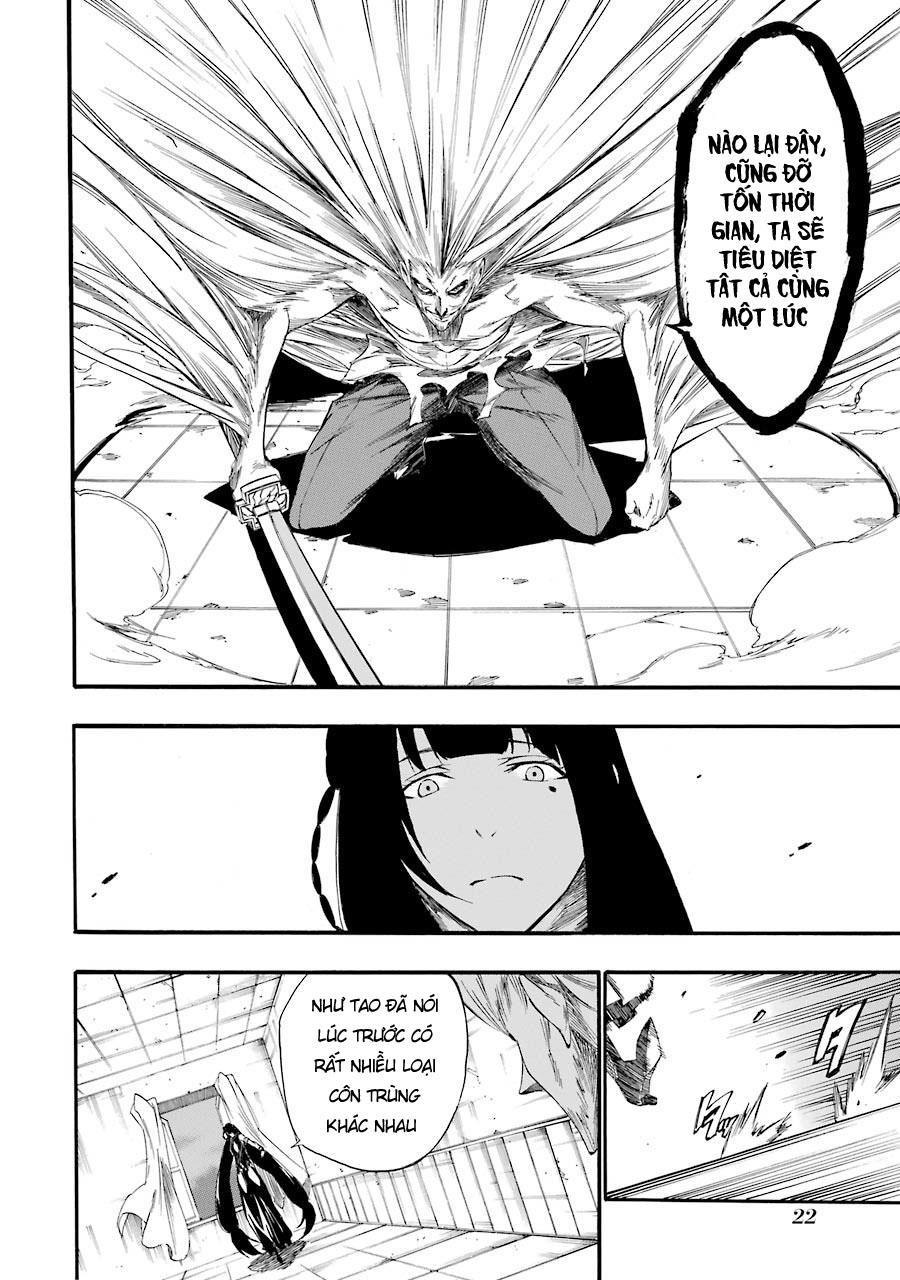 NÀO LẠI ĐÂY,
CŨNG ĐỠ
TỐN THỜI
GIAN, TA SẼ
TIÊU DIỆT
TÂT CẢ CÙNG
MỘT LÚC
NHƯ TAO ĐÃ NÓI
LÚC TRƯỚC CÓ
RẤT NHIỀU LOẠI
CÔN TRÙNG
KHÁC NHAU
22